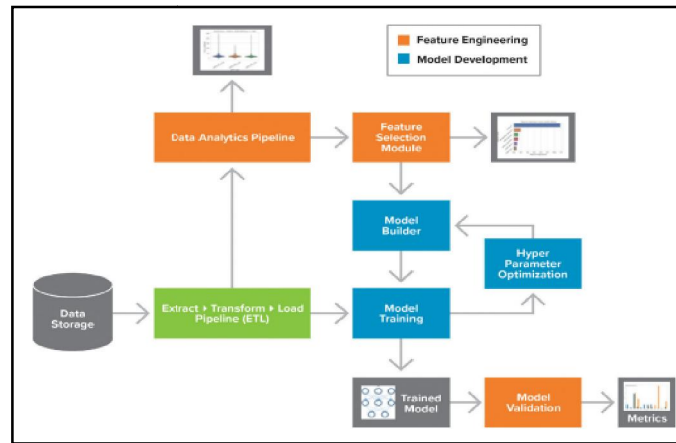 Feature Engineering
Model Development
Data Analytics Pipeline
Feature
Selection
Module
Model
Builder
Hyper
Parameter
Optimization
Data
Storage
Extract ▸ Transform ▸ Load
Pipeline (ETL)
Model
Training
Trained
Model
Model
Validation
Metrics